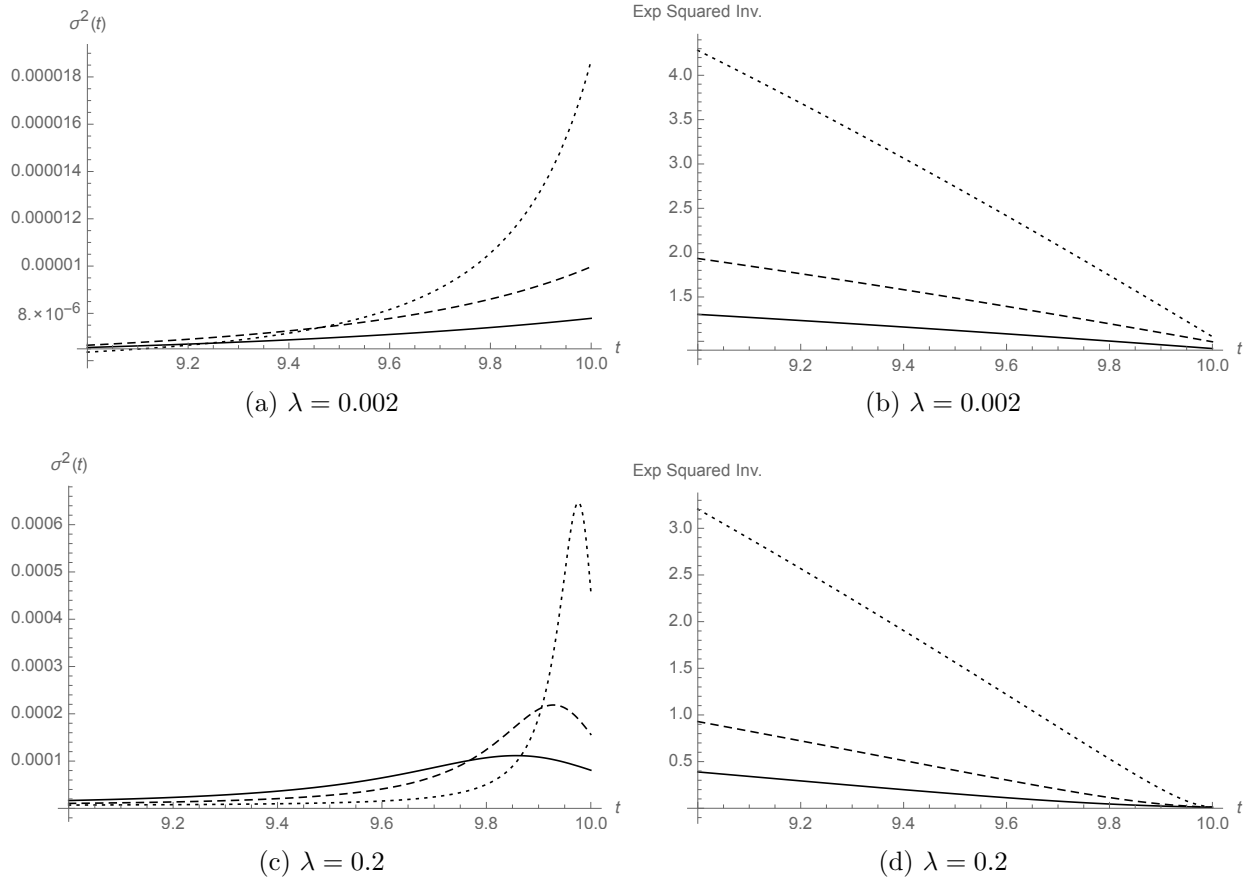 σ²(t)
0.000018
0.000016
0.000014
0.000012
0.00001
8.×10⁻⁶
9.2 9.4 9.6 9.8 10.0 t
(a) λ = 0.002
Exp Squared Inv.
4.0
3.5
3.0
2.5
2.0
1.5
9.2 9.4 9.6 9.8 10.0 t
(b) λ = 0.002
σ²(t)
0.0006
0.0005
0.0004
0.0003
0.0002
0.0001
9.2 9.4 9.6 9.8 10.0 t
(c) λ = 0.2
Exp Squared Inv.
3.0
2.5
2.0
1.5
1.0
0.5
9.2 9.4 9.6 9.8 10.0 t
(d) λ = 0.2